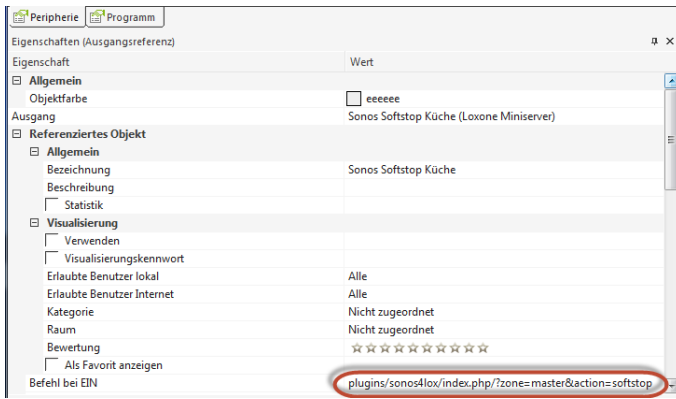 Peripherie Programm
Eigenschaften (Ausgangsreferenz)
Eigenschaft Wert
Allgemein
Objektfarbe eeeeee
Ausgang Sonos Softstop Küche (Loxone Miniserver)
Referenziertes Objekt
Allgemein
Bezeichnung Sonos Softstop Küche
Beschreibung
Statistik
Visualisierung
Verwenden
Visualisierungskennwort
Erlaubte Benutzer lokal Alle
Erlaubte Benutzer Internet Alle
Kategorie Nicht zugeordnet
Raum Nicht zugeordnet
Bewertung
Als Favorit anzeigen
Befehl bei EIN plugins/sonos4lox/index.php/?zone=master&action=softstop